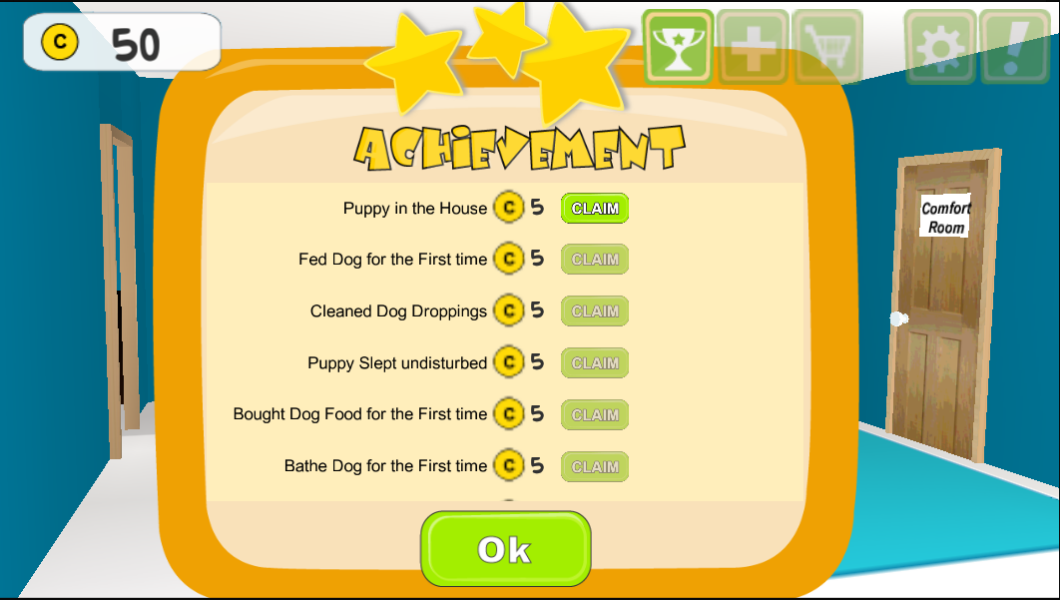 C 50
ACHIEVEMENT
Puppy in the House C 5 CLAIM
Fed Dog for the First time C 5 CLAIM
Cleaned Dog Droppings C 5 CLAIM
Puppy Slept undisturbed C 5 CLAIM
Bought Dog Food for the First time C 5 CLAIM
Bathe Dog for the First time C 5 CLAIM
Ok
Comfort
Room